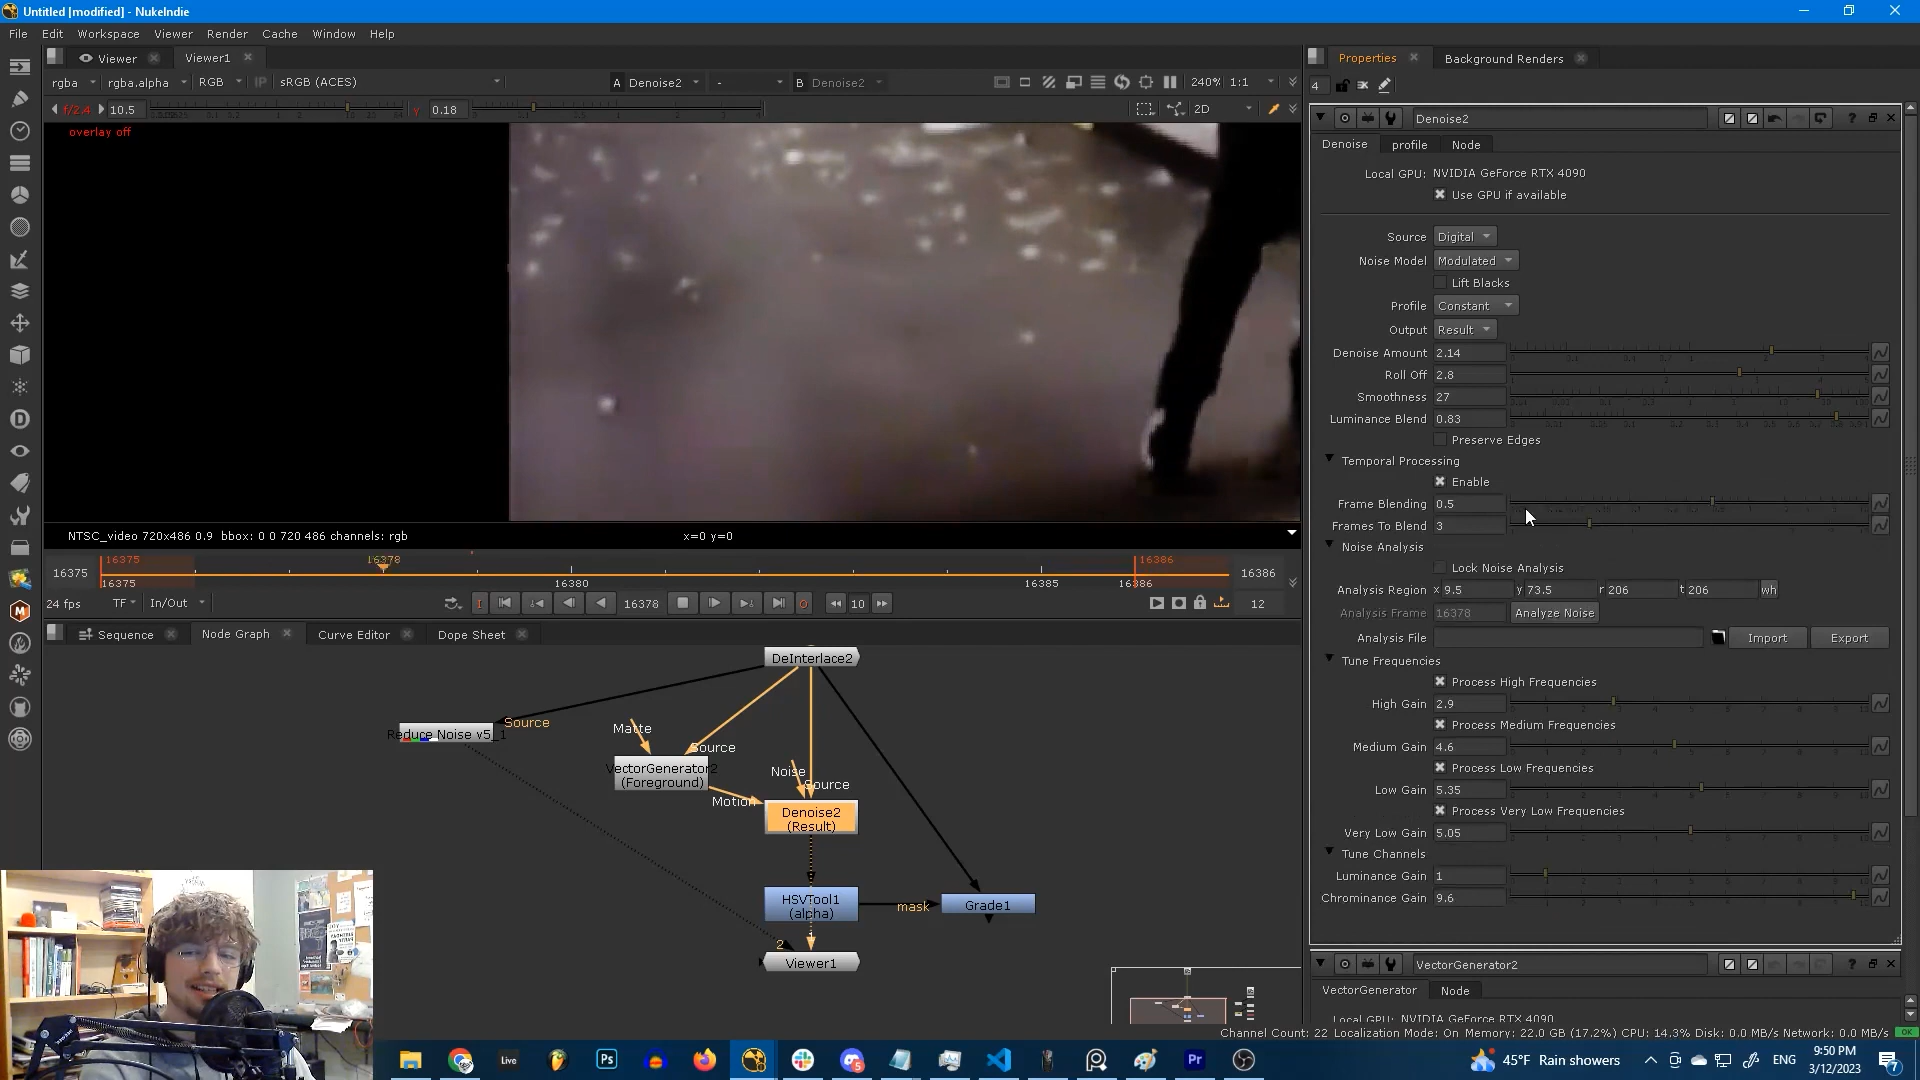 Untitled [modified] - NukeIndie
File Edit Workspace Viewer Render Cache Window Help
Viewer Viewer1
rgba rgba.alpha RGB IP sRGB (ACES) A Denoise2 - B Denoise2 240% 1:1
f/2.4 10.5 γ 0.18 2D
overlay off
NTSC_video 720x486 0.9 bbox: 0 0 720 486 channels: rgb x=0 y=0
16375 16375 16378 16386
16375 16380 16385 16386 16386
24 fps TF In/Out 16378 10 12
Sequence Node Graph Curve Editor Dope Sheet
DeInterlace2
Reduce Noise v5_1 Source
Matte
Source
VectorGenerator2
(Foreground)
Noise
Source
Motion
Denoise2
(Result)
HSVTool1
(alpha)
mask
Grade1
2
Viewer1
Properties Background Renders
4
Denoise2
Denoise profile Node
Local GPU: NVIDIA GeForce RTX 4090
Use GPU if available
Source Digital
Noise Model Modulated
Lift Blacks
Profile Constant
Output Result
Denoise Amount 2.14
Roll Off 2.8
Smoothness 27
Luminance Blend 0.83
Preserve Edges
Temporal Processing
Enable
Frame Blending 0.5
Frames To Blend 3
Noise Analysis
Lock Noise Analysis
Analysis Region x 9.5 y 73.5 r 206 t 206 wh
Analysis Frame 16378 Analyze Noise
Analysis File Import Export
Tune Frequencies
Process High Frequencies
High Gain 2.9
Process Medium Frequencies
Medium Gain 4.6
Process Low Frequencies
Low Gain 5.35
Process Very Low Frequencies
Very Low Gain 5.05
Tune Channels
Luminance Gain 1
Chrominance Gain 9.6
VectorGenerator2
VectorGenerator Node
Local GPU: NVIDIA GeForce RTX 4090
Channel Count: 22 Localization Mode: On Memory: 22.0 GB (17.2%) CPU: 14.3% Disk: 0.0 MB/s Network: 0.0 MB/s OK
Live Ps Pr
45°F Rain showers ENG 9:50 PM
3/12/2023
7